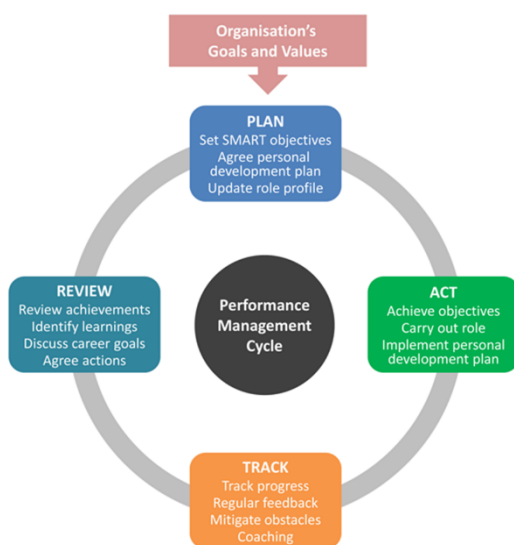 Organisation's
Goals and Values
PLAN
Set SMART objectives
Agree personal
development plan
Update role profile
REVIEW
Review achievements
Identify learnings
Discuss career goals
Agree actions
Performance
Management
Cycle
ACT
Achieve objectives
Carry out role
Implement personal
development plan
TRACK
Track progress
Regular feedback
Mitigate obstacles
Coaching